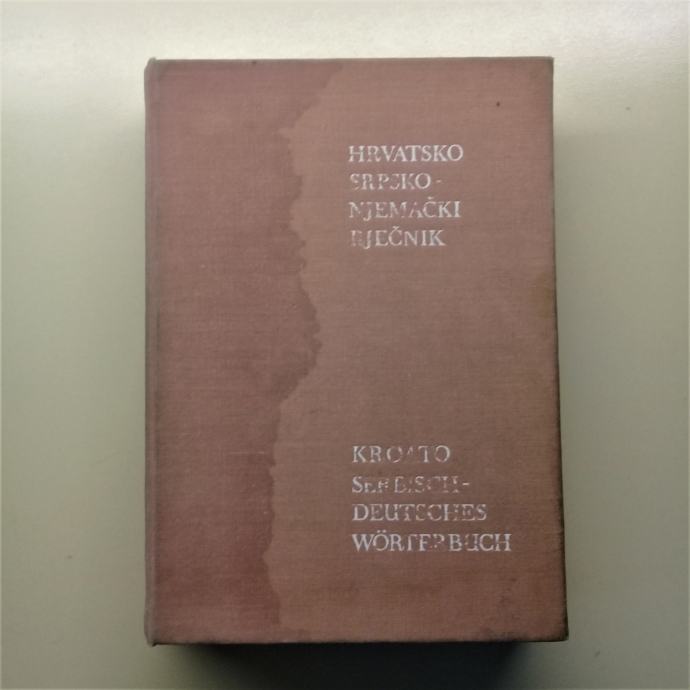 HRVATSKO
SRPSKO-
NJEMAČKI
RJEČNIK
KROATO
SERBISCH-
DEUTSCHES
WÖRTERBUCH